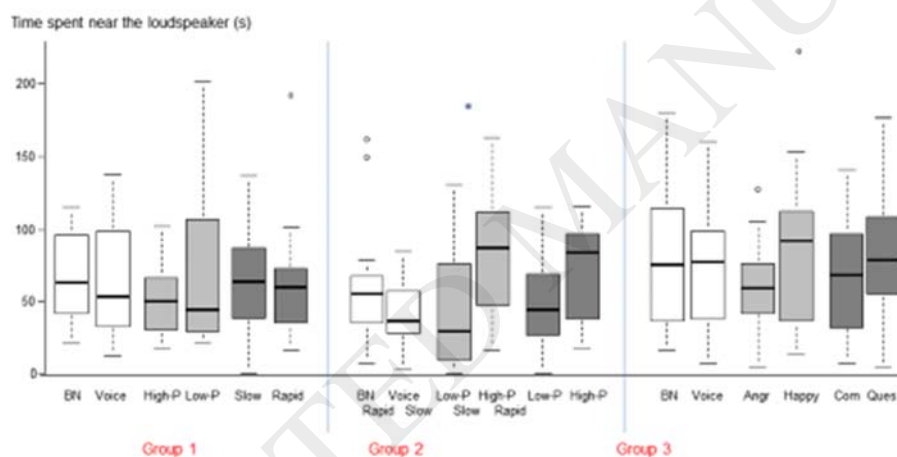 Time spent near the loudspeaker (s)
200
150
100
50
0
BN Voice High-P Low-P Slow Rapid BN Voice Low-P High-P Low-P High-P BN Voice Angr Happy Com Ques
Rapid Slow Slow Rapid
Group 1 Group 2 Group 3
TED MANU